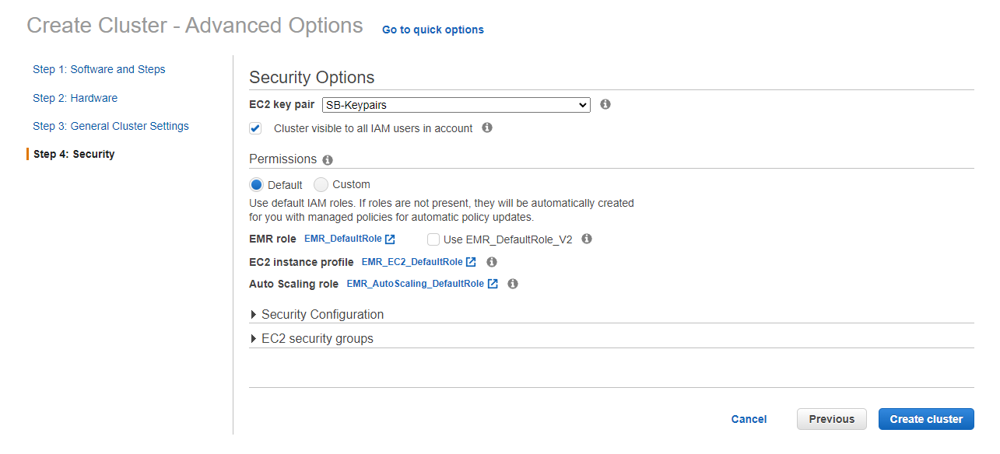 Create Cluster - Advanced Options Go to quick options
Step 1: Software and Steps
Step 2: Hardware
Step 3: General Cluster Settings
Step 4: Security
Security Options
EC2 key pair SB-Keypairs
Cluster visible to all IAM users in account
Permissions
Default Custom
Use default IAM roles. If roles are not present, they will be automatically created
for you with managed policies for automatic policy updates.
EMR role EMR_DefaultRole Use EMR_DefaultRole_V2
EC2 instance profile EMR_EC2_DefaultRole
Auto Scaling role EMR_AutoScaling_DefaultRole
Security Configuration
EC2 security groups
Cancel Previous Create cluster